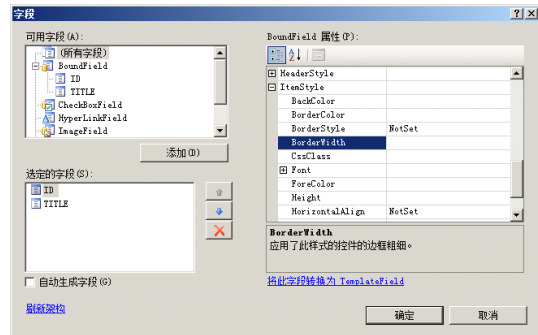 字段
可用字段(A):
(所有字段)
BoundField
ID
TITLE
CheckBoxField
HyperLinkField
ImageField
添加(D)
选定的字段(S):
ID
TITLE
自动生成字段(G)
刷新架构
BoundField 属性(P):
HeaderStyle
ItemStyle
BackColor
BorderColor
BorderStyle NotSet
BorderWidth
CssClass
Font
ForeColor
Height
HorizontalAlign NotSet
BorderWidth
应用了此样式的控件的边框粗细。
将此字段转换为 TemplateField
确定 取消